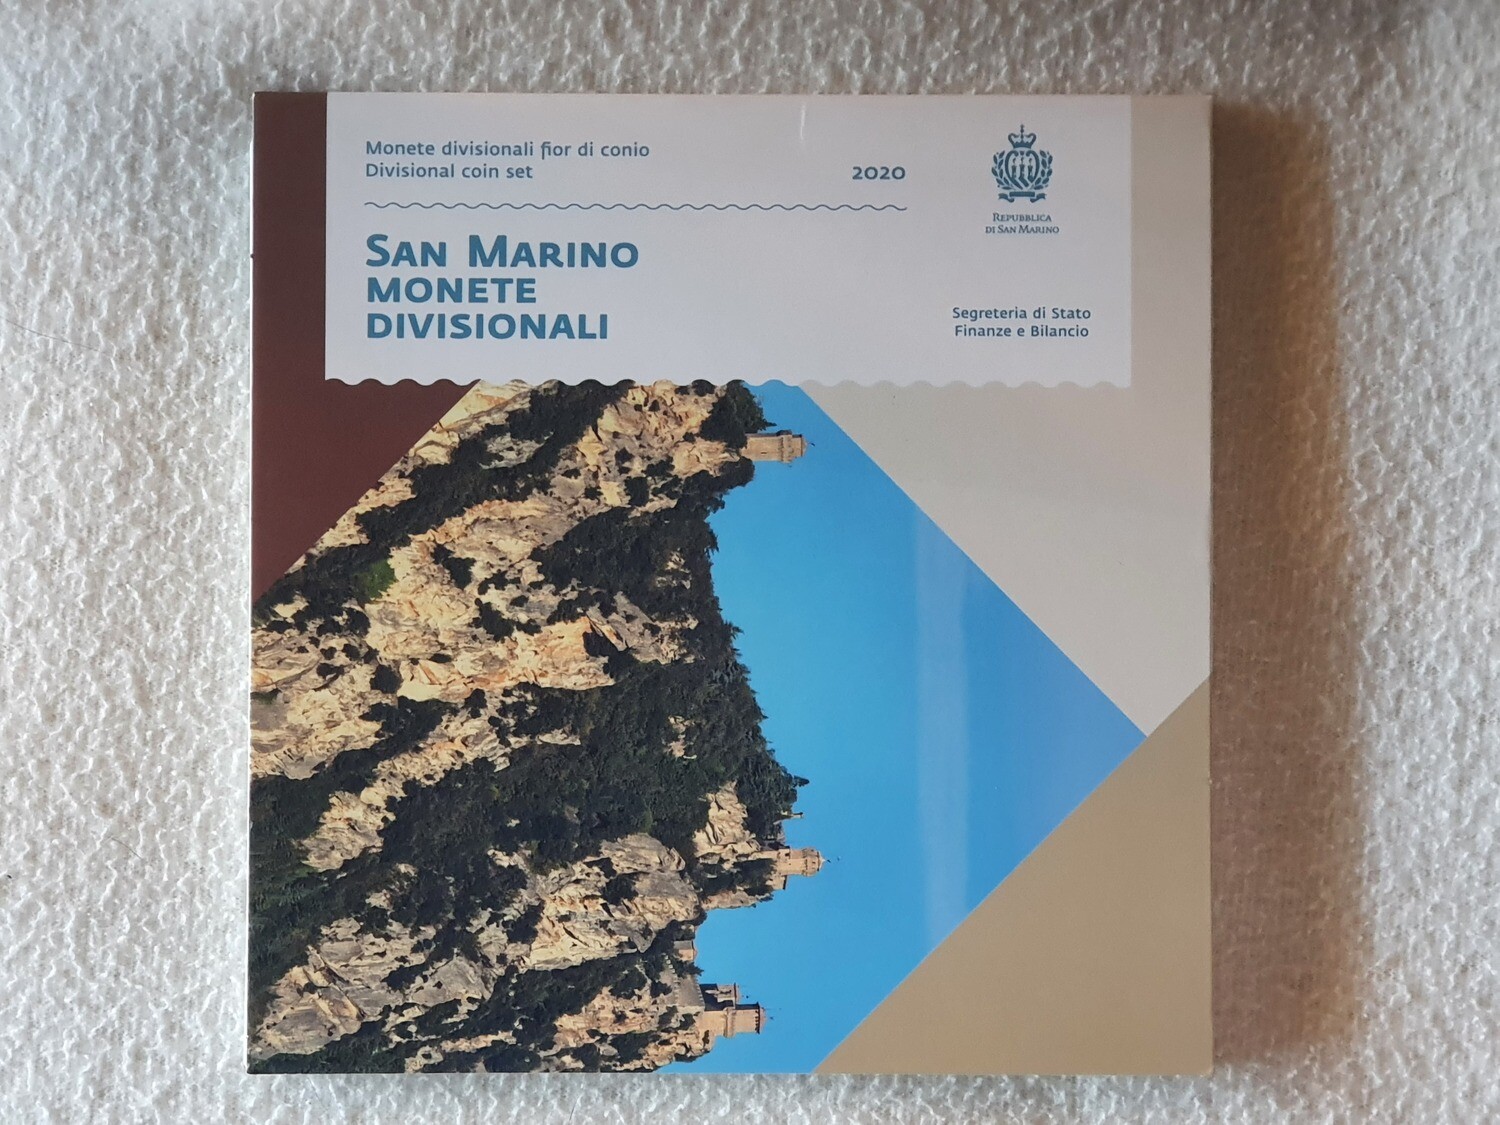 Monete divisionali fior di conio
Divisional coin set
2020
SAN MARINO
MONETE
DIVISIONALI
REPUBBLICA
DI SAN MARINO
Segreteria di Stato
Finanze e Bilancio